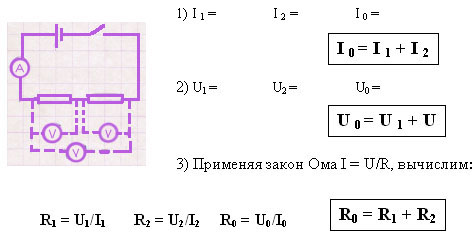 1) I 1 = I 2 = I 0 =
I 0 = I 1 + I 2
A
2) U1 = U2 = U0 =
U 0 = U 1 + U
V V
V
3) Применяя закон Ома I = U/R, вычислим:
R1 = U1/I1 R2 = U2/I2 R0 = U0/I0 R0 = R1 + R2